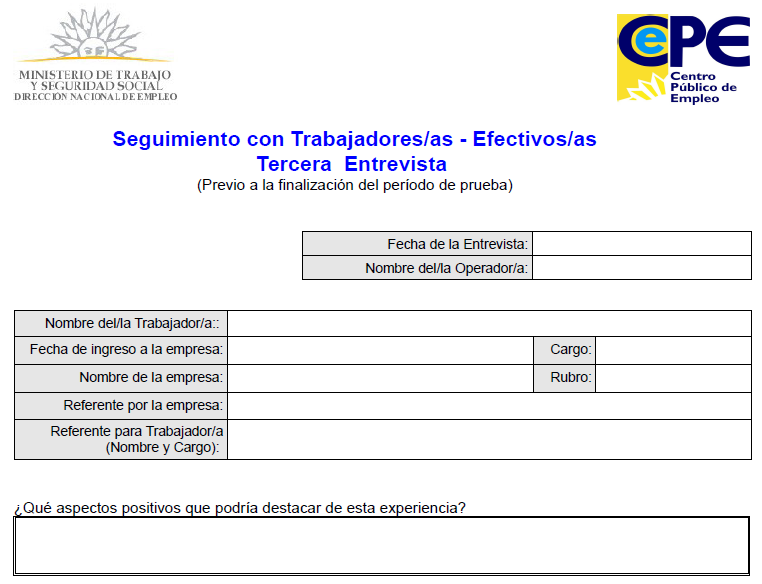 MINISTERIO DE TRABAJO
Y SEGURIDAD SOCIAL
DIRECCIÓN NACIONAL DE EMPLEO
CePE
Centro
Público de
Empleo
Seguimiento con Trabajadores/as - Efectivos/as
Tercera Entrevista
(Previo a la finalización del período de prueba)
Fecha de la Entrevista:
Nombre del/la Operador/a:
Nombre del/la Trabajador/a::
Fecha de ingreso a la empresa:
Cargo:
Nombre de la empresa:
Rubro:
Referente por la empresa:
Referente para Trabajador/a
(Nombre y Cargo):
¿Qué aspectos positivos que podría destacar de esta experiencia?